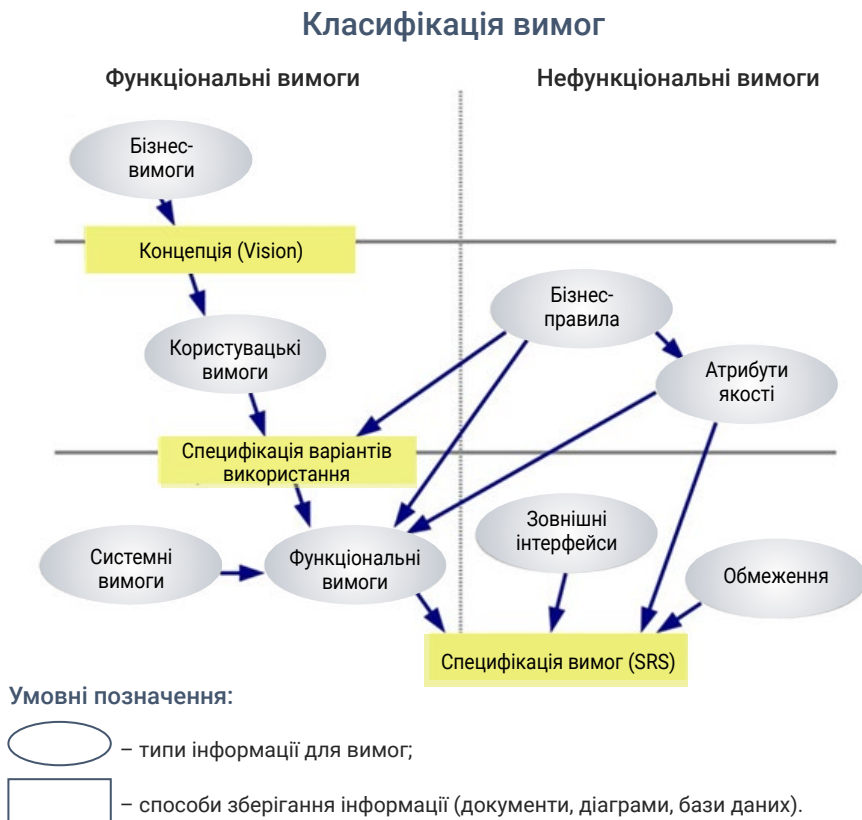 Класифікація вимог
Функціональні вимоги
Нефункціональні вимоги
Бізнес-
вимоги
Концепція (Vision)
Бізнес-
правила
Користувацькі
вимоги
Атрибути
якості
Специфікація варіантів
використання
Зовнішні
інтерфейси
Системні
вимоги
Функціональні
вимоги
Обмеження
Специфікація вимог (SRS)
Умовні позначення:
– типи інформації для вимог;
– способи зберігання інформації (документи, діаграми, бази даних).